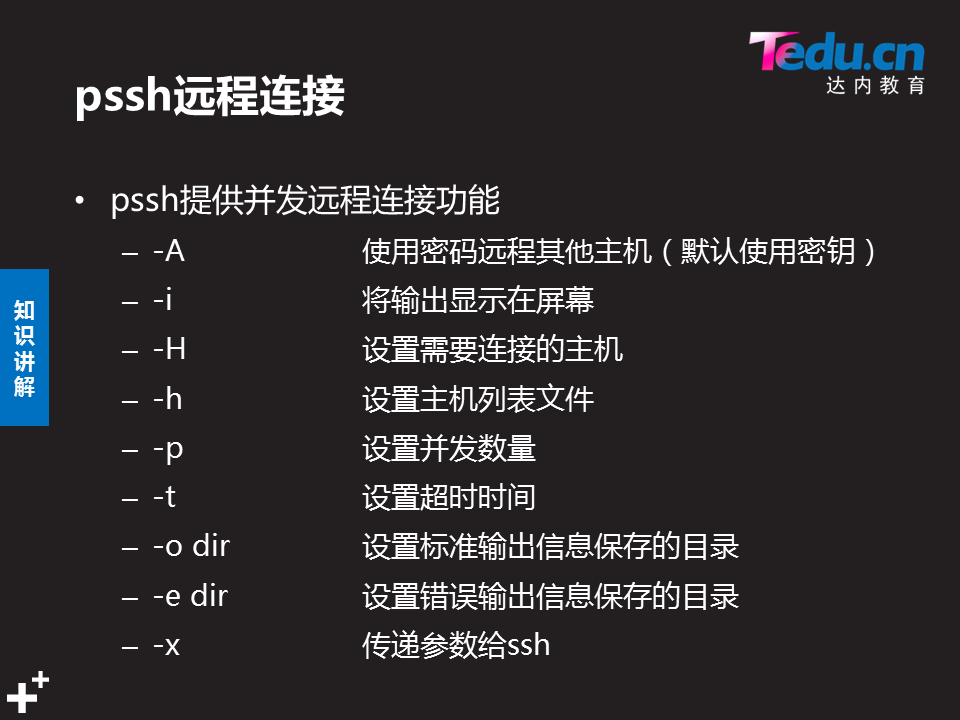 Tedu.cn
达内教育
pssh远程连接
• pssh提供并发远程连接功能
– -A 使用密码远程其他主机（默认使用密钥）
– -i 将输出显示在屏幕
– -H 设置需要连接的主机
– -h 设置主机列表文件
– -p 设置并发数量
– -t 设置超时时间
– -o dir 设置标准输出信息保存的目录
– -e dir 设置错误输出信息保存的目录
– -x 传递参数给ssh
知识讲解
++